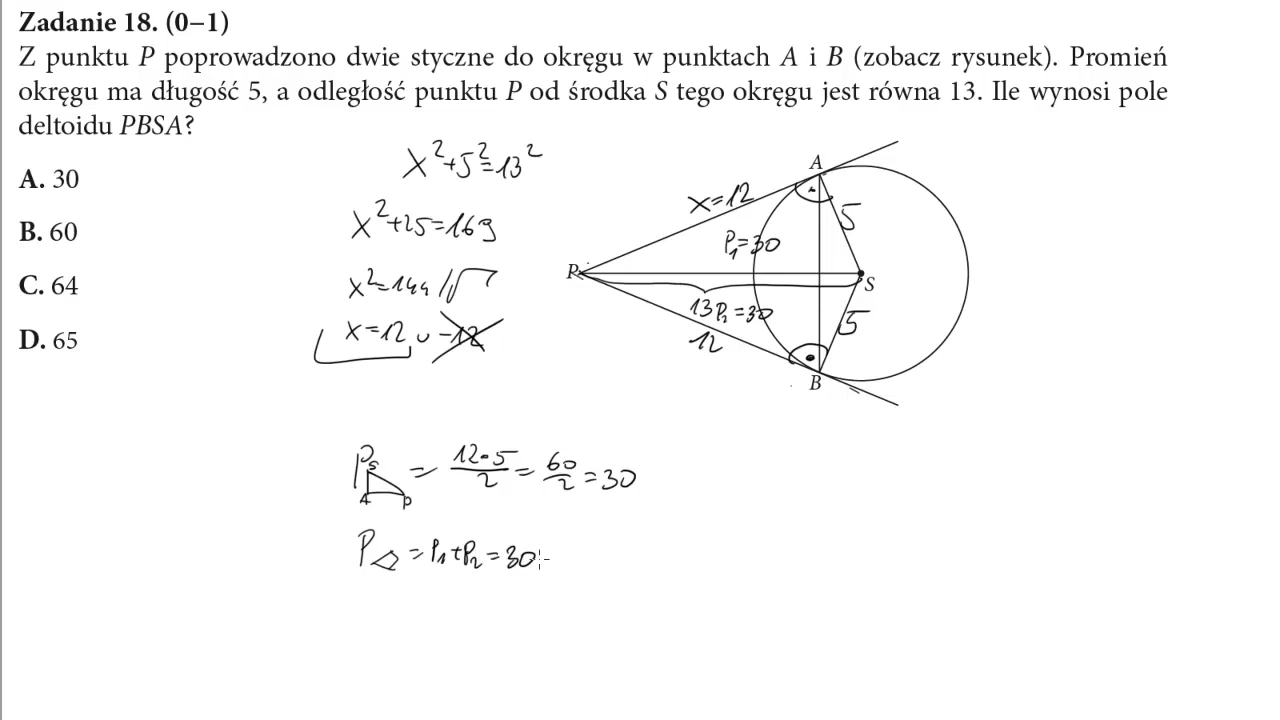 Zadanie 18. (0–1)
Z punktu P poprowadzono dwie styczne do okręgu w punktach A i B (zobacz rysunek). Promień
okręgu ma długość 5, a odległość punktu P od środka S tego okręgu jest równa 13. Ile wynosi pole
deltoidu PBSA?
A. 30
B. 60
C. 64
D. 65
x²+5²=13²
x²+25=169
x²=144 /√
x=12 ∪ -12
A
x=12
5
P₁=30
P
S
13
P₂=30
12
5
B
P
S
A
P
= 12·5/2 = 60/2 = 30
P = P₁+P₂ = 30